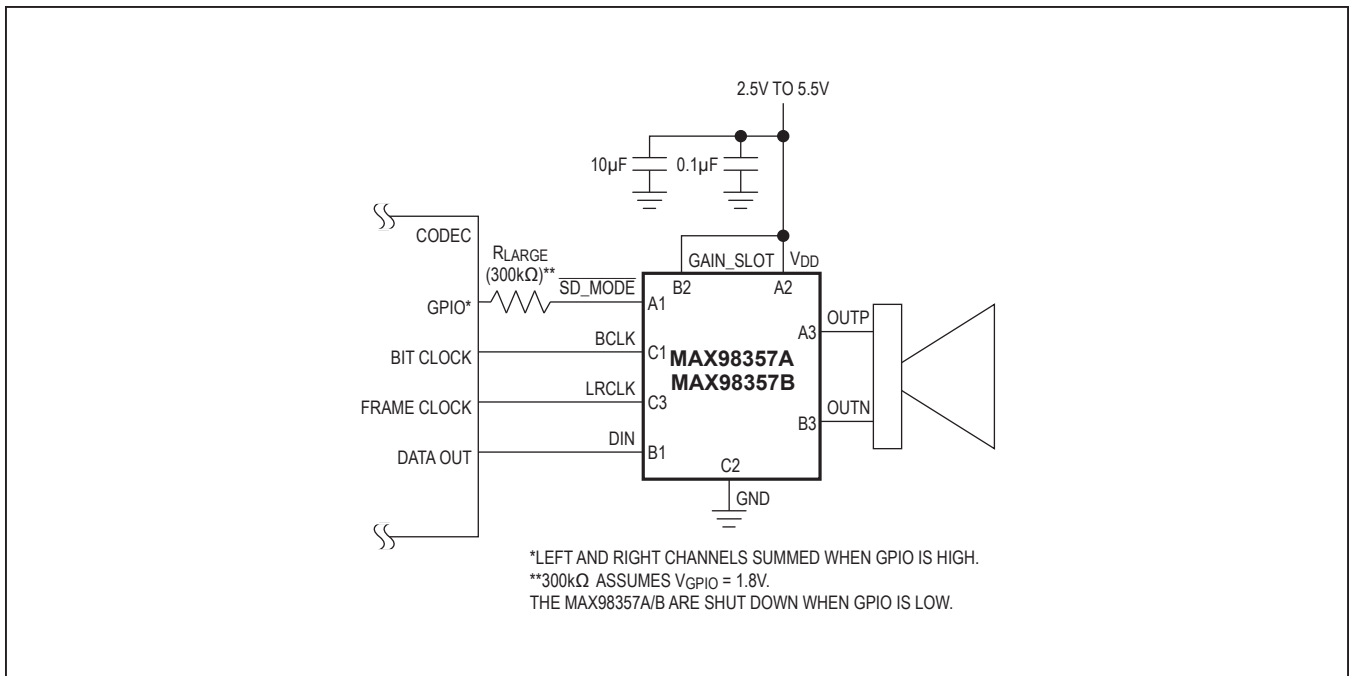 2.5V TO 5.5V
10µF
0.1µF
CODEC
RLARGE
(300kΩ)**
SD_MODE
GAIN_SLOT
VDD
B2
A2
GPIO*
A1
OUTP
A3
BIT CLOCK
BCLK
C1
MAX98357A
MAX98357B
FRAME CLOCK
LRCLK
C3
OUTN
B3
DATA OUT
DIN
B1
C2
GND
*LEFT AND RIGHT CHANNELS SUMMED WHEN GPIO IS HIGH.
**300kΩ ASSUMES VGPIO = 1.8V.
THE MAX98357A/B ARE SHUT DOWN WHEN GPIO IS LOW.